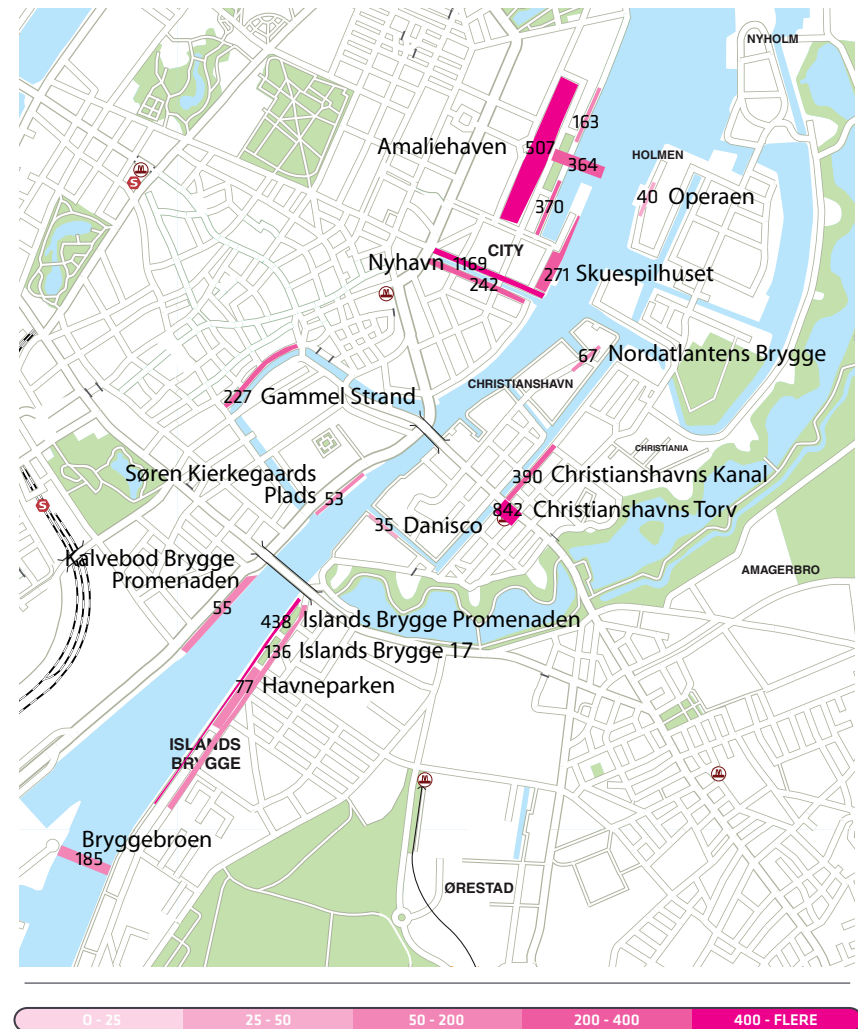 NYHOLM
163
Amaliehaven 507
HOLMEN
364
40 Operaen
370
CITY
Nyhavn 1169
271 Skuespilhuset
242
67 Nordatlantens Brygge
CHRISTIANSHAVN
227 Gammel Strand
CHRISTIANIA
Søren Kierkegaards
Plads 53
390 Christianshavns Kanal
842 Christianshavns Torv
35 Danisco
Kalvebod Brygge
Promenaden
AMAGERBRO
55
438 Islands Brygge Promenaden
136 Islands Brygge 17
77 Havneparken
ISLANDS
BRYGGE
Bryggebroen
185
ØRESTAD
S
S
M
M
M
M
M
0 - 25
25 - 50
50 - 200
200 - 400
400 - FLERE